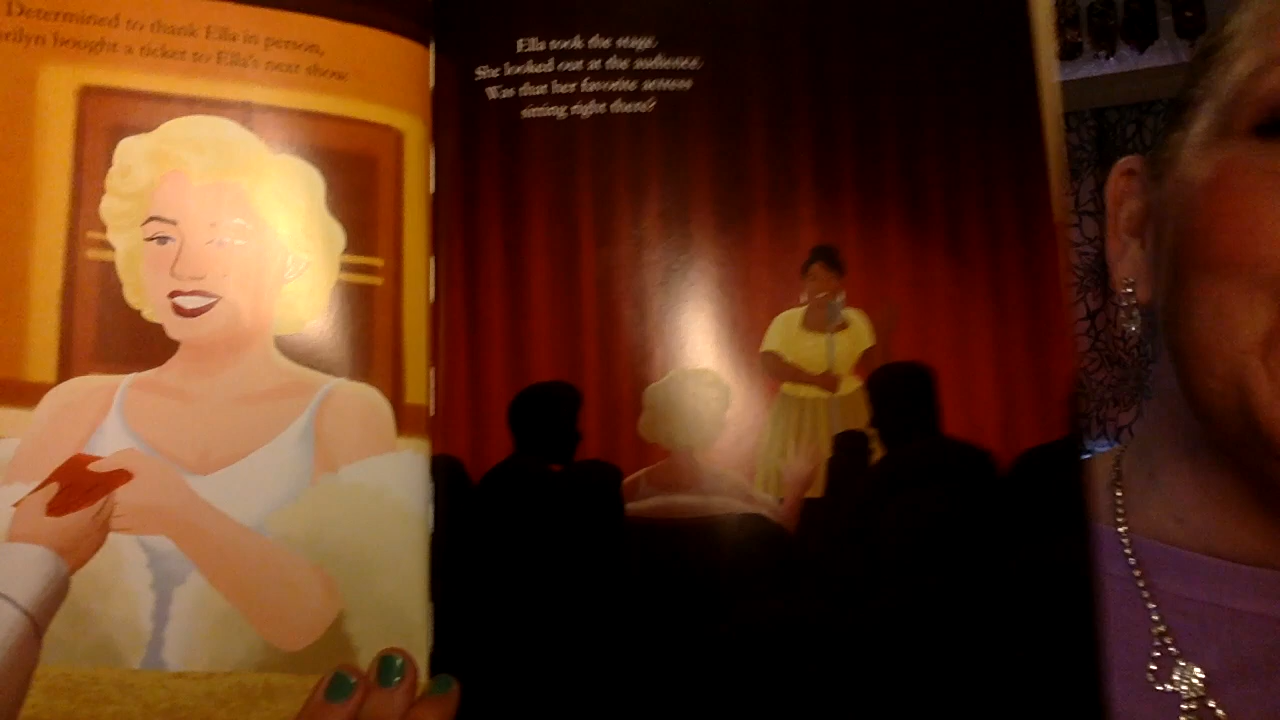 Determined to thank Ella in person,
Marilyn bought a ticket to Ella's next show.
Ella took the stage.
She looked out at the audience.
Was that her favorite actress
sitting right there?